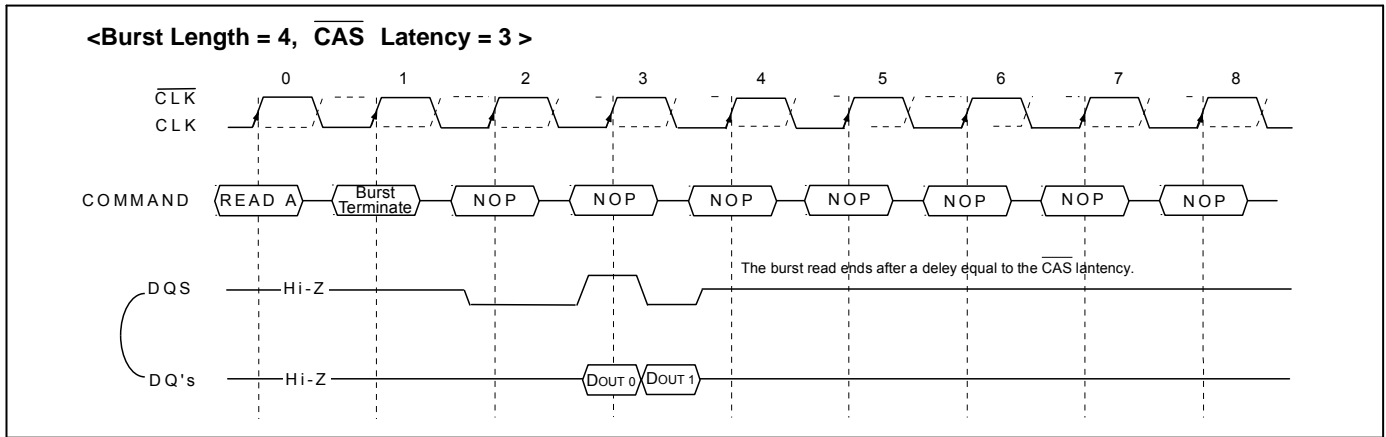 <Burst Length = 4, CAS Latency = 3 >
0 1 2 3 4 5 6 7 8
CLK
CLK
COMMAND READ A Burst Terminate NOP NOP NOP NOP NOP NOP NOP
The burst read ends after a deley equal to the CAS lantency.
DQS Hi-Z
DQ's Hi-Z DOUT 0 DOUT 1